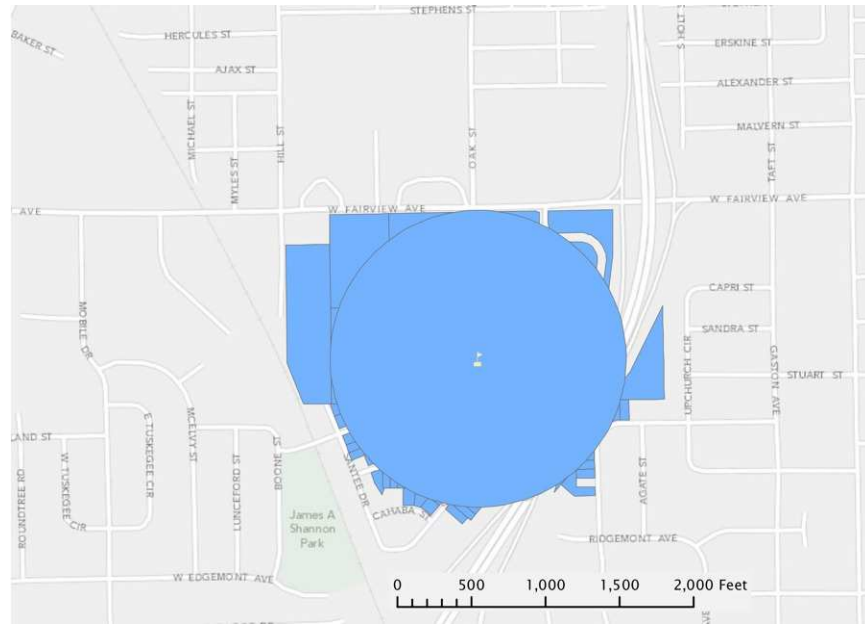 STEPHENS ST
BAKER ST
HERCULES ST
S HOLT ST
ERSKINE ST
AJAX ST
ALEXANDER ST
MICHAEL ST
MYLES ST
HILL ST
OAK ST
MALVERN ST
TAFT ST
AVE
W FAIRVIEW AVE
W FAIRVIEW AVE
CAPRI ST
MOBILE DR
SANDRA ST
UPCHURCH CIR
GASTON AVE
STUART ST
LAND ST
MCELVY ST
E TUSKEGEE CIR
W TUSKEGEE CIR
ROUNDTREE RD
LUNCEFORD ST
BOONE ST
SANTEE DR
AGATE ST
CAHABA ST
James A
Shannon
Park
RIDGEMONT AVE
W EDGEMONT AVE
AVE
0 500 1,000 1,500 2,000 Feet